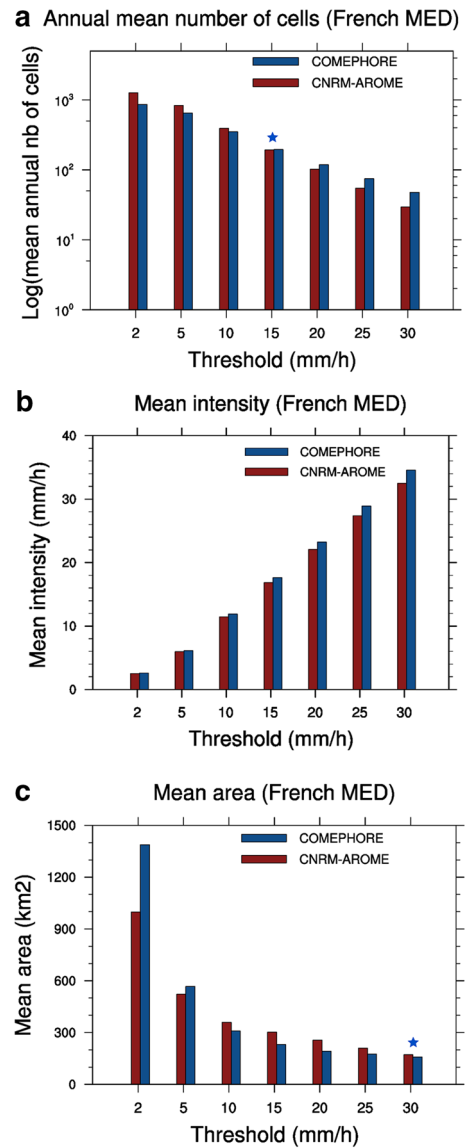 a Annual mean number of cells (French MED)
COMEPHORE
CNRM-AROME
Log(mean annual nb of cells)
10³
10²
10¹
10⁰
2 5 10 15 20 25 30
Threshold (mm/h)
b Mean intensity (French MED)
COMEPHORE
CNRM-AROME
Mean intensity (mm/h)
40
30
20
10
0
2 5 10 15 20 25 30
Threshold (mm/h)
c Mean area (French MED)
COMEPHORE
CNRM-AROME
Mean area (km2)
1500
1200
900
600
300
0
2 5 10 15 20 25 30
Threshold (mm/h)